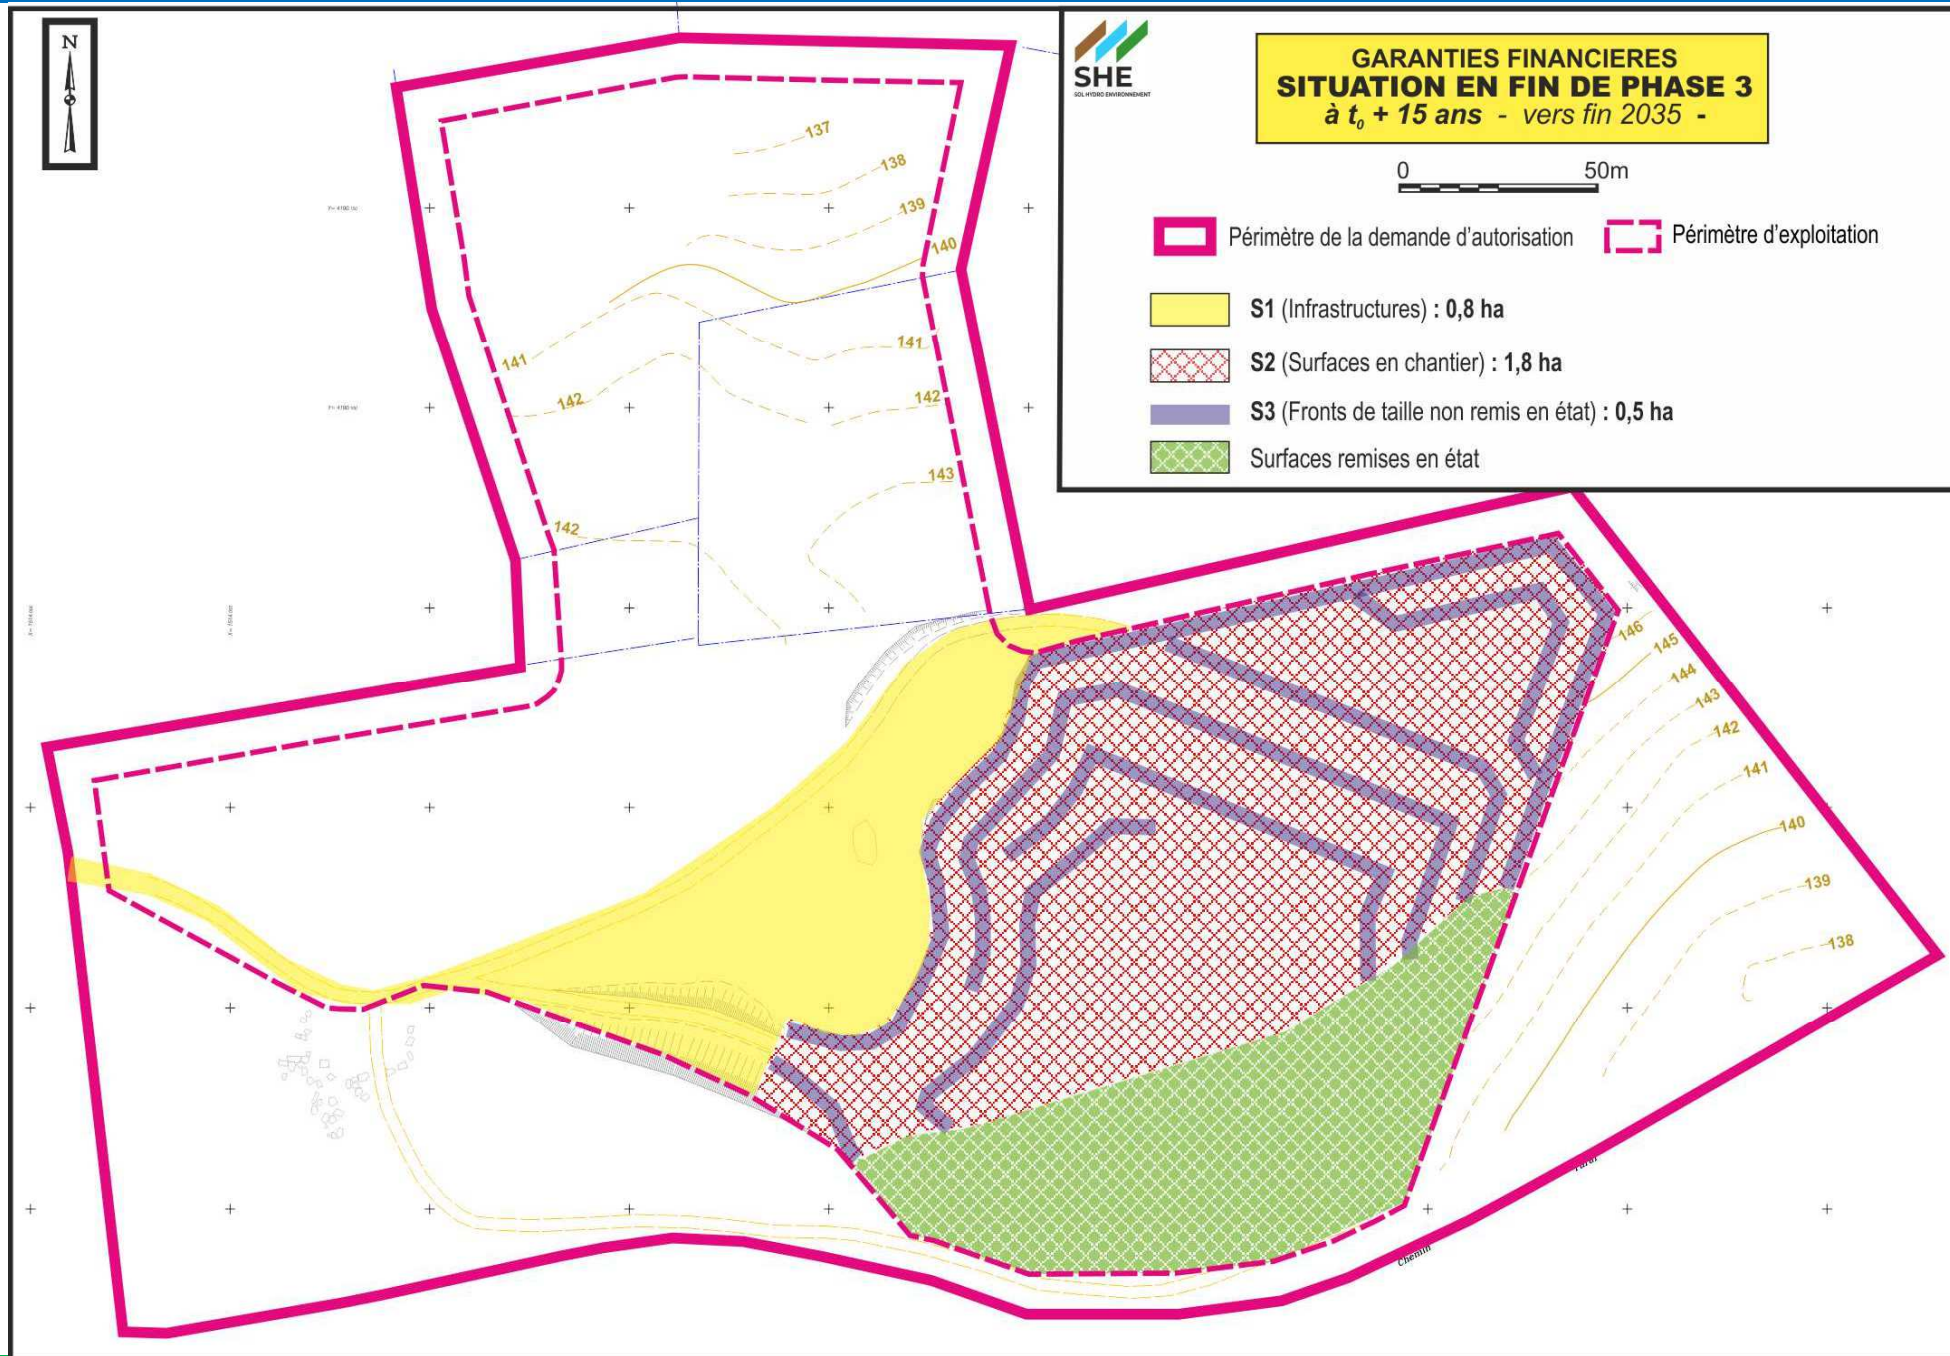 N
SHE
SOL HYDRO ENVIRONNEMENT
GARANTIES FINANCIERES
SITUATION EN FIN DE PHASE 3
à t₀ + 15 ans - vers fin 2035 -
0 50m
Périmètre de la demande d'autorisation
Périmètre d'exploitation
S1 (Infrastructures) : 0,8 ha
S2 (Surfaces en chantier) : 1,8 ha
S3 (Fronts de taille non remis en état) : 0,5 ha
Surfaces remises en état
137
138
139
140
141
141
142
142
143
142
146
145
144
143
142
141
140
139
138
Chemin